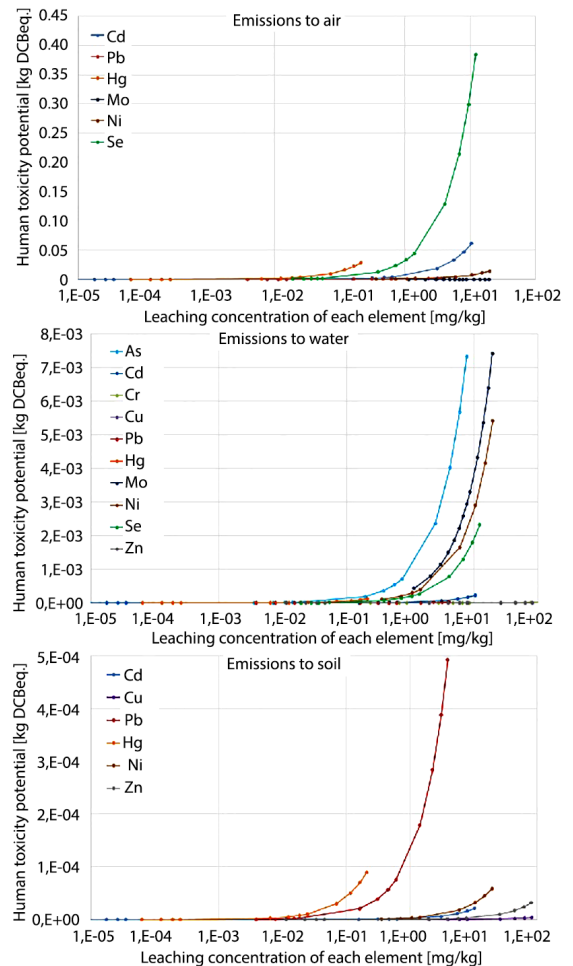 Emissions to air
Human toxicity potential [kg DCBeq.]
0.45
0.40
0.35
0.30
0.25
0.20
0.15
0.10
0.05
0
Cd
Pb
Hg
Mo
Ni
Se
1,E-05 1,E-04 1,E-03 1,E-02 1,E-01 1,E+00 1,E+01 1,E+02
Leaching concentration of each element [mg/kg]
Emissions to water
Human toxicity potential [kg DCBeq.]
8,E-03
7,E-03
6,E-03
5,E-03
4,E-03
3,E-03
2,E-03
1,E-03
0,E+00
As
Cd
Cr
Cu
Pb
Hg
Mo
Ni
Se
Zn
1,E-05 1,E-04 1,E-03 1,E-02 1,E-01 1,E+00 1,E+01 1,E+02
Leaching concentration of each element [mg/kg]
Emissions to soil
Human toxicity potential [kg DCBeq.]
5,E-04
4,E-04
3,E-04
2,E-04
1,E-04
0,E+00
Cd
Cu
Pb
Hg
Ni
Zn
1,E-05 1,E-04 1,E-03 1,E-02 1,E-01 1,E+00 1,E+01 1,E+02
Leaching concentration of each element [mg/kg]